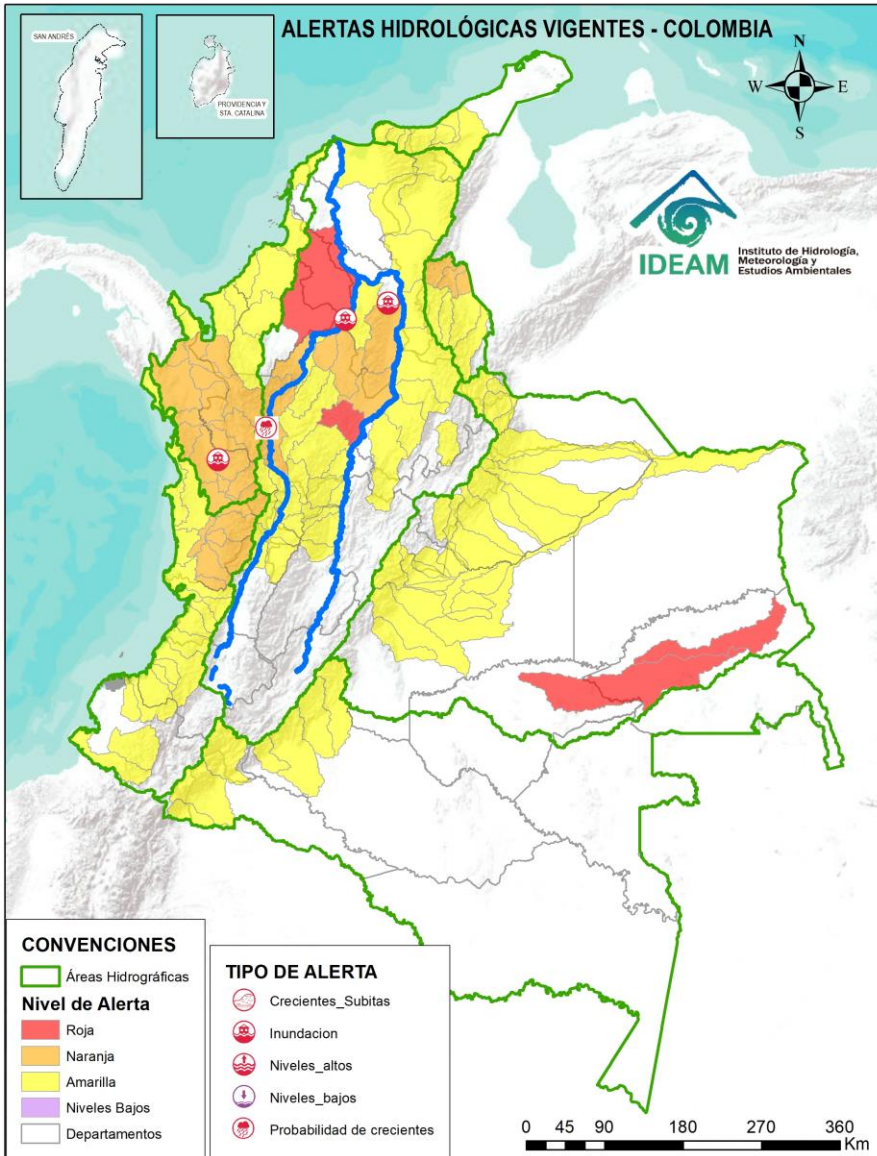 ALERTAS HIDROLÓGICAS VIGENTES - COLOMBIA
SAN ANDRÉS
PROVIDENCIA Y
STA. CATALINA
N
W
E
S
IDEAM
Instituto de Hidrología,
Meteorología y
Estudios Ambientales
CONVENCIONES
Áreas Hidrográficas
Nivel de Alerta
Roja
Naranja
Amarilla
Niveles Bajos
Departamentos
TIPO DE ALERTA
Crecientes_Subitas
Inundacion
Niveles_altos
Niveles_bajos
Probabilidad de crecientes
0 45 90 180 270 360
Km